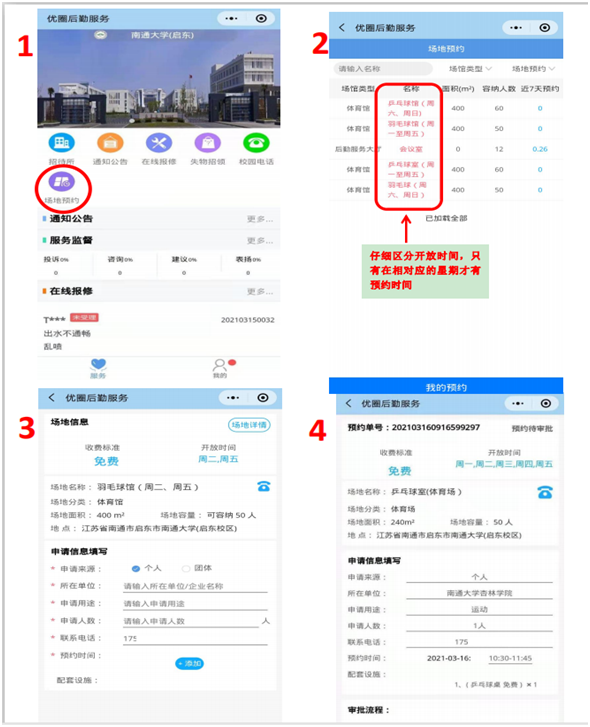 1
优圈后勤服务
南通大学(启东)
招待所 通知公告 在线报修 失物招领 校园电话
场地预约
通知公告 更多...
服务监督
投诉0% 咨询0% 建议0% 表扬0%
0 0 0 0
在线报修 更多...
T*** 未受理 202103150032
出水不通畅
乱喷
服务 我的
2
优圈后勤服务
场地预约
请输入名称 场馆类型 场地预约
场馆类型 名称 面积(m²) 容纳人数 近7天预约
体育馆 乒乓球馆（周六、周日） 400 60 0
体育馆 羽毛球馆（周一至周五） 400 50 0
后勤服务大厅 会议室 0 12 0.26
体育馆 乒乓球室（周一至周五） 400 60 0
体育馆 羽毛球（周六、周日） 400 50 0
已加载全部
仔细区分开放时间，只
有在相对应的星期才有
预约时间
3
优圈后勤服务
场地信息 场地详情
收费标准 开放时间
免费 周二,周五
场地名称： 羽毛球馆（周二、周五）
场地分类： 体育馆
场地面积： 400 m² 场地容量： 可容纳 50 人
地 点： 江苏省南通市启东市南通大学(启东校区)
申请信息填写
* 申请来源： 个人 团体
* 所在单位： 请输入所在单位/企业名称
* 申请用途： 请输入申请用途
* 申请人数： 请输入申请人数 人
* 联系电话： 175
* 预约时间：
+ 添加
配套设施：
4
我的预约
优圈后勤服务
预约单号：202103160916599297 预约待审批
收费标准 开放时间
免费 周一,周二,周三,周四,周五
场地名称： 乒乓球室(体育场）
场地分类： 体育场
场地面积： 240m² 场地容量： 50 人
地 点： 江苏省南通市启东市南通大学(启东校区)
申请信息填写
申请来源： 个人
所在单位： 南通大学杏林学院
申请用途： 运动
申请人数： 1人
联系电话： 175
预约时间： 2021-03-16: 10:30-11:45
配套设施：
1、( 乒乓球桌 免费 ) × 1
审批流程：